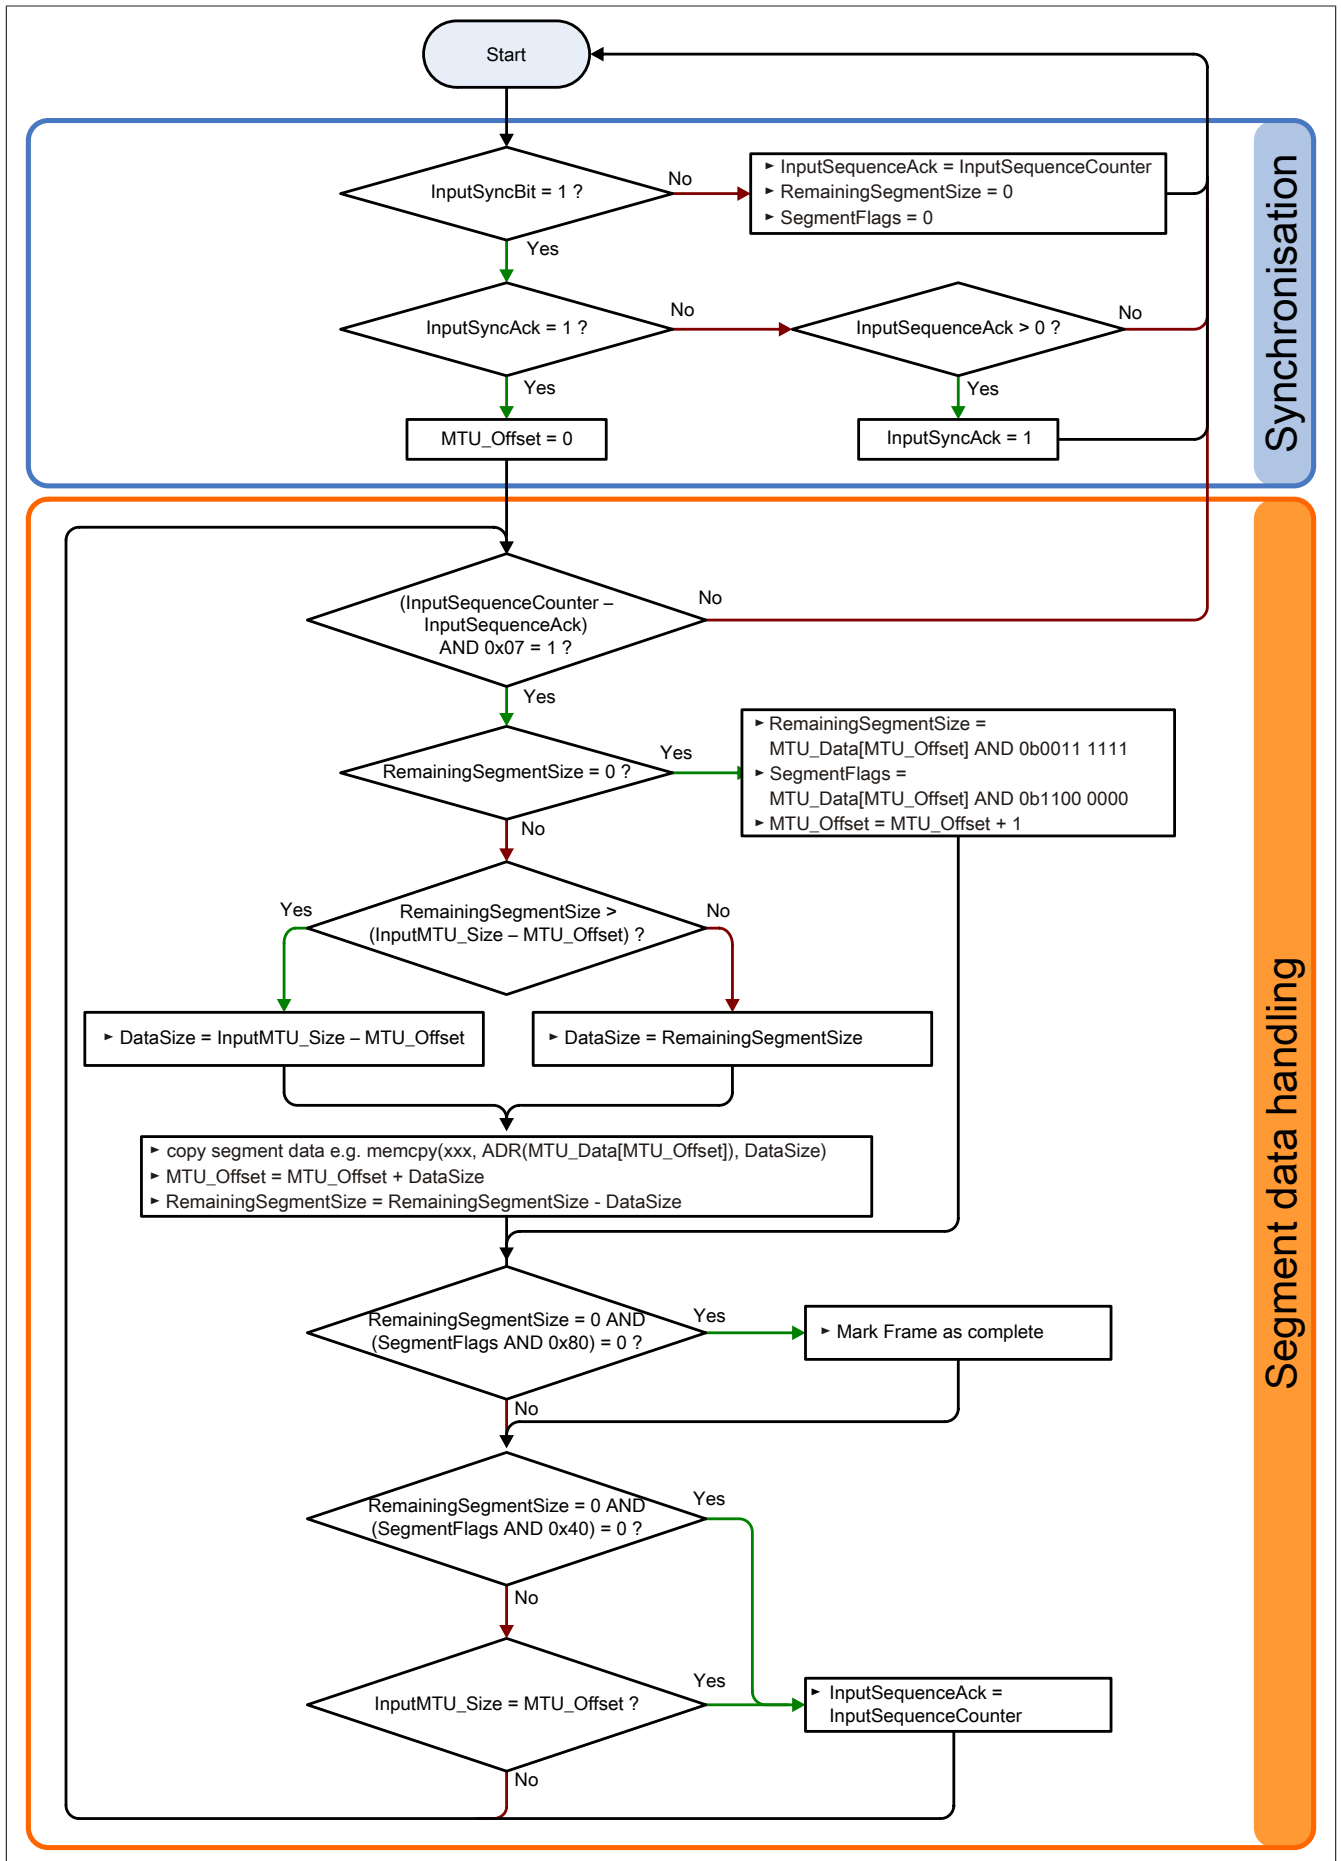 Start
Synchronisation
InputSyncBit = 1 ?
No
► InputSequenceAck = InputSequenceCounter
► RemainingSegmentSize = 0
► SegmentFlags = 0
Yes
InputSyncAck = 1 ?
No
InputSequenceAck > 0 ?
No
Yes
Yes
MTU_Offset = 0
InputSyncAck = 1
Segment data handling
(InputSequenceCounter –
InputSequenceAck)
AND 0x07 = 1 ?
No
Yes
RemainingSegmentSize = 0 ?
Yes
► RemainingSegmentSize =
MTU_Data[MTU_Offset] AND 0b0011 1111
► SegmentFlags =
MTU_Data[MTU_Offset] AND 0b1100 0000
► MTU_Offset = MTU_Offset + 1
No
RemainingSegmentSize >
(InputMTU_Size – MTU_Offset) ?
Yes
No
► DataSize = InputMTU_Size – MTU_Offset
► DataSize = RemainingSegmentSize
► copy segment data e.g. memcpy(xxx, ADR(MTU_Data[MTU_Offset]), DataSize)
► MTU_Offset = MTU_Offset + DataSize
► RemainingSegmentSize = RemainingSegmentSize - DataSize
RemainingSegmentSize = 0 AND
(SegmentFlags AND 0x80) = 0 ?
Yes
► Mark Frame as complete
No
RemainingSegmentSize = 0 AND
(SegmentFlags AND 0x40) = 0 ?
Yes
No
InputMTU_Size = MTU_Offset ?
Yes
► InputSequenceAck =
InputSequenceCounter
No